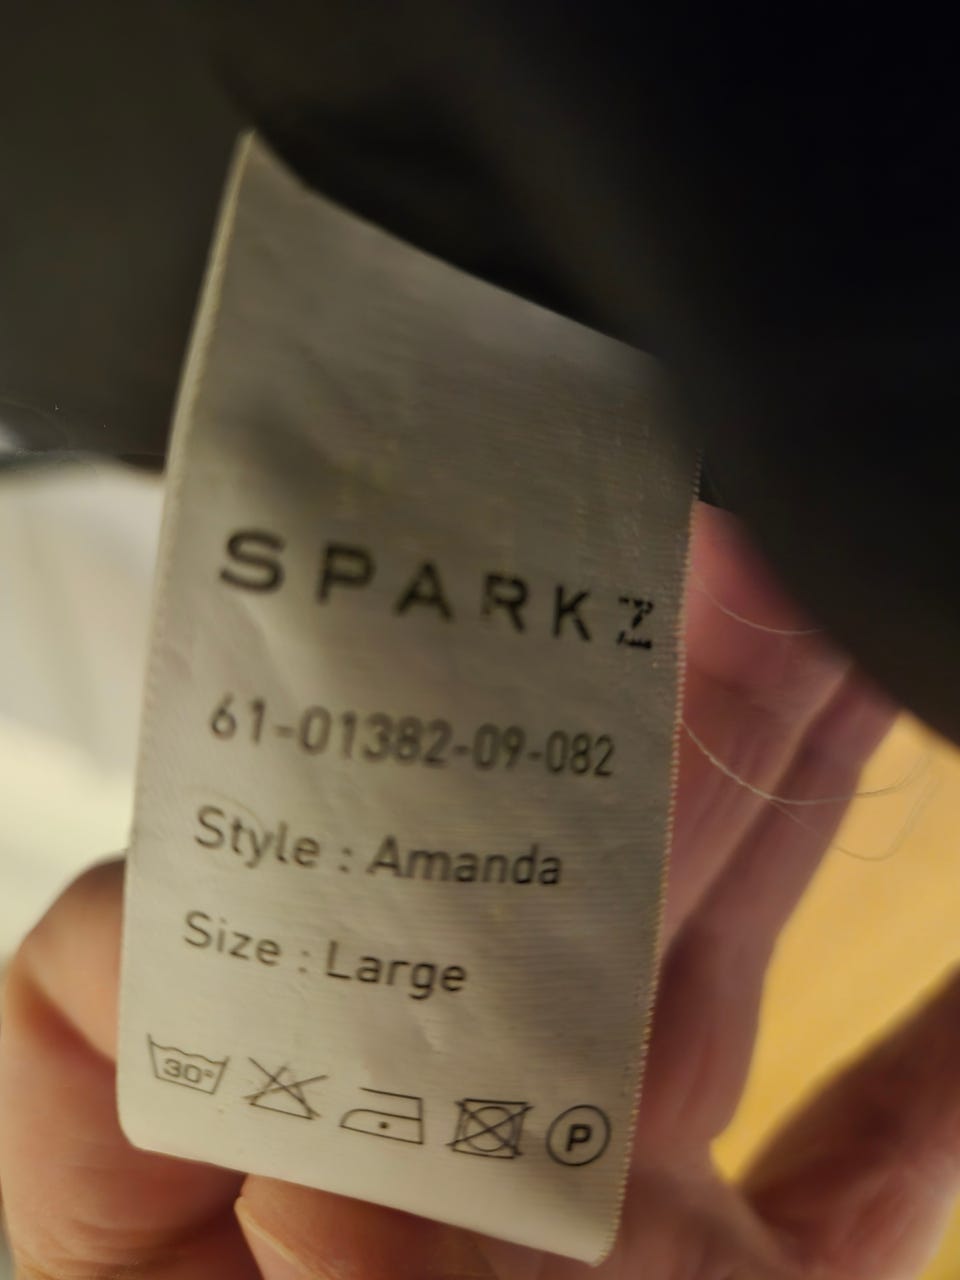 SPARKZ
61-01382-09-082
Style : Amanda
Size : Large
30° P